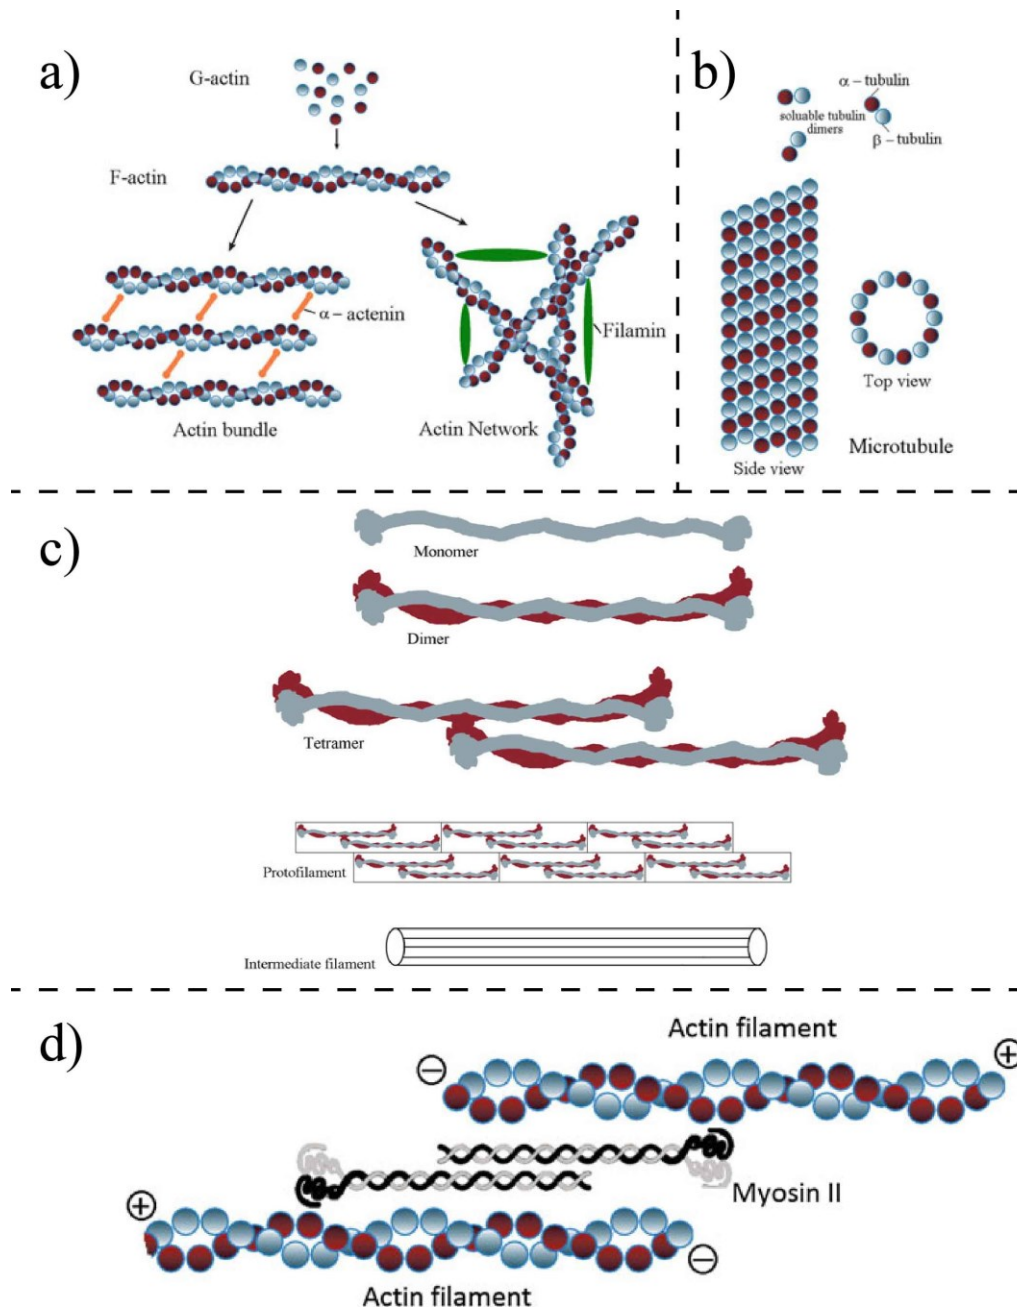 a)
G-actin
F-actin
α - actenin
Actin bundle
Filamin
Actin Network
b)
α - tubulin
soluable tubulin
dimers
β - tubulin
Top view
Side view
Microtubule
c)
Monomer
Dimer
Tetramer
Protofilament
Intermediate filament
d)
Actin filament
− +
Myosin II
+ −
Actin filament